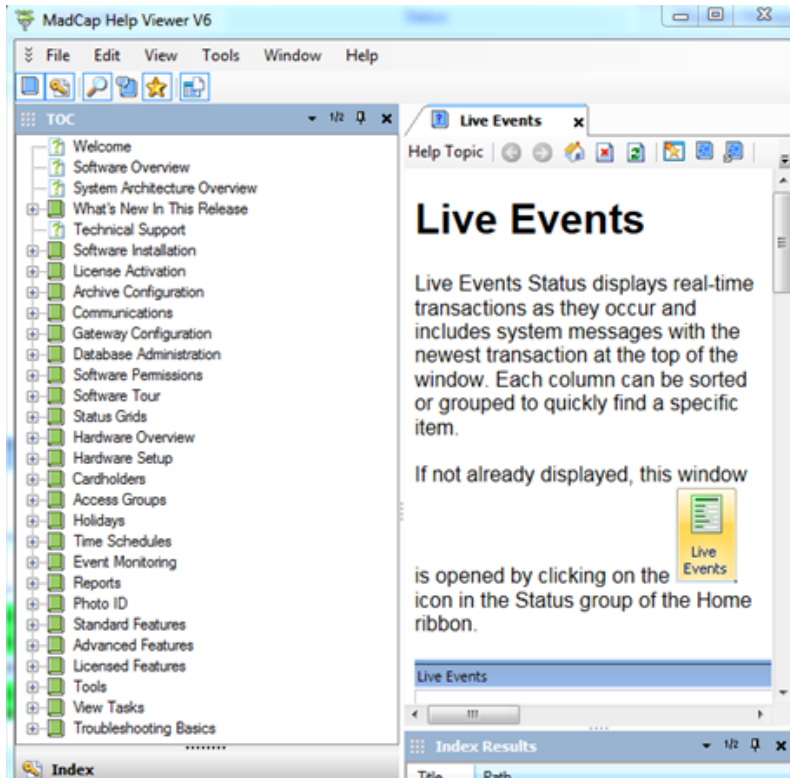 MadCap Help Viewer V6
File Edit View Tools Window Help
TOC 1/2
Welcome
Software Overview
System Architecture Overview
What's New In This Release
Technical Support
Software Installation
License Activation
Archive Configuration
Communications
Gateway Configuration
Database Administration
Software Permissions
Software Tour
Status Grids
Hardware Overview
Hardware Setup
Cardholders
Access Groups
Holidays
Time Schedules
Event Monitoring
Reports
Photo ID
Standard Features
Advanced Features
Licensed Features
Tools
View Tasks
Troubleshooting Basics
Index
Live Events
Help Topic
Live Events
Live Events Status displays real-time
transactions as they occur and
includes system messages with the
newest transaction at the top of the
window. Each column can be sorted
or grouped to quickly find a specific
item.
If not already displayed, this window
Live
Events
is opened by clicking on the .
icon in the Status group of the Home
ribbon.
Live Events
Index Results 1/2
Title Path